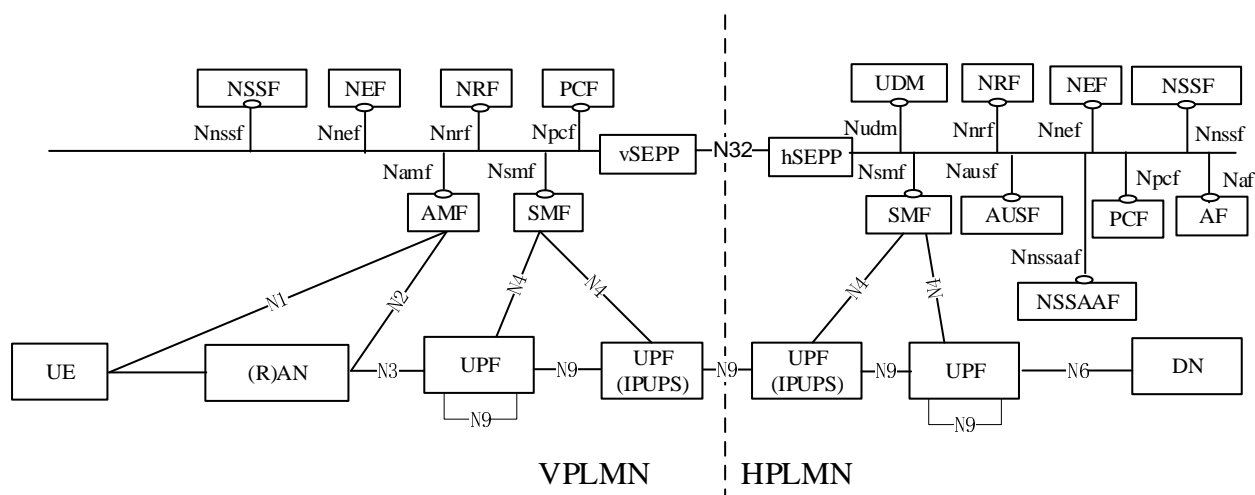 NSSF
NEF
NRF
PCF
UDM
NRF
NEF
NSSF
Nnssf
Nnef
Nnrf
Npcf
Nudm
Nnrf
Nnef
Nnssf
vSEPP
N32
hSEPP
Namf
Nsmf
Nsmf
Nausf
Npcf
Naf
AMF
SMF
SMF
AUSF
PCF
AF
Nnssaaf
N1
N2
N4
N4
N4
N4
NSSAAF
UE
(R)AN
N3
UPF
N9
UPF
(IPUPS)
N9
UPF
(IPUPS)
N9
UPF
N6
DN
N9
N9
VPLMN
HPLMN